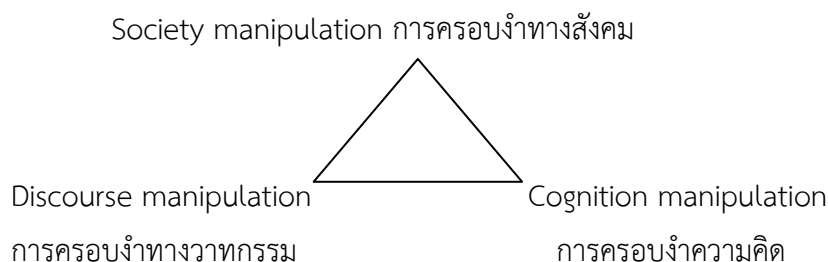 Society manipulation การครอบงำทางสังคม
Discourse manipulation
Cognition manipulation
การครอบงำทางวาทกรรม
การครอบงำความคิด